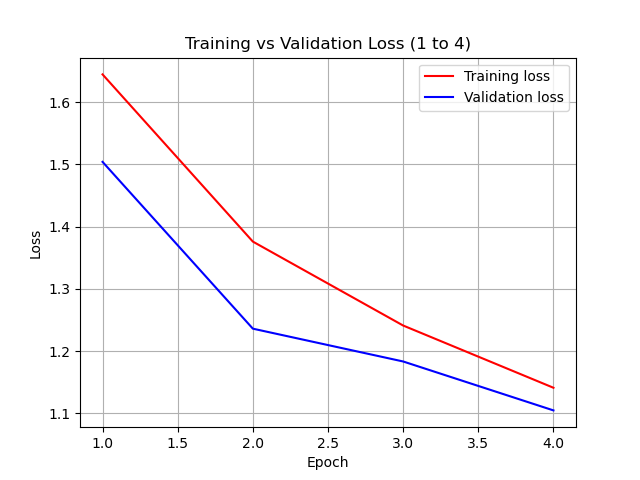 Training vs Validation Loss (1 to 4)
Training loss
Validation loss
Loss
1.6
1.5
1.4
1.3
1.2
1.1
1.0 1.5 2.0 2.5 3.0 3.5 4.0
Epoch